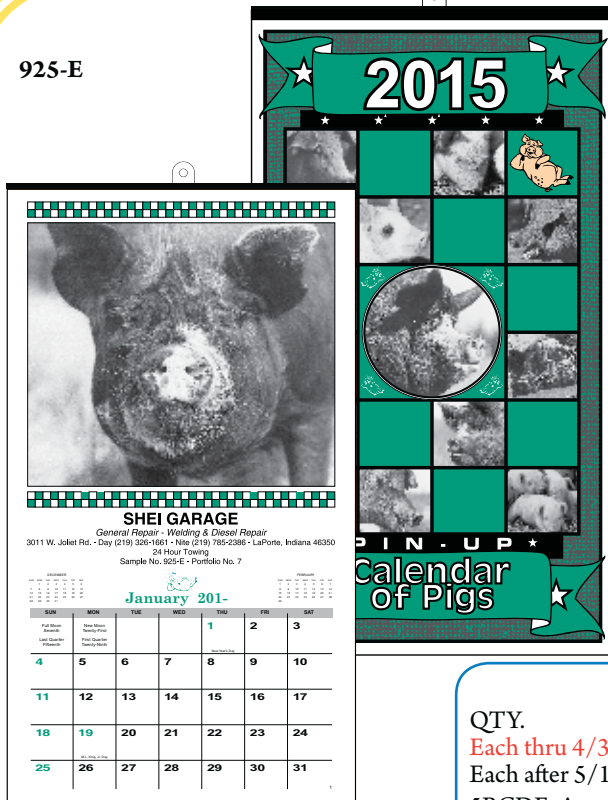 925-E
2015
PIN-UP
Calendar
of Pigs
SHEI GARAGE
General Repair - Welding & Diesel Repair
3011 W. Joliet Rd. - Day (219) 326-1661 - Nite (219) 785-2386 - LaPorte, Indiana 46350
24 Hour Towing
Sample No. 925-E - Portfolio No. 7
DECEMBER
January 201-
FEBRUARY
SUN MON TUE WED THU FRI SAT
Full Moon
Seventh
Last Quarter
Fifteenth
New Moon
Twenty-First
First Quarter
Twenty-Ninth
1 2 3
New Year's Day
4 5 6 7 8 9 10
11 12 13 14 15 16 17
18 19 20 21 22 23 24
M.L. King, Jr. Day
25 26 27 28 29 30 31
1
QTY.
Each thru 4/3
Each after 5/1